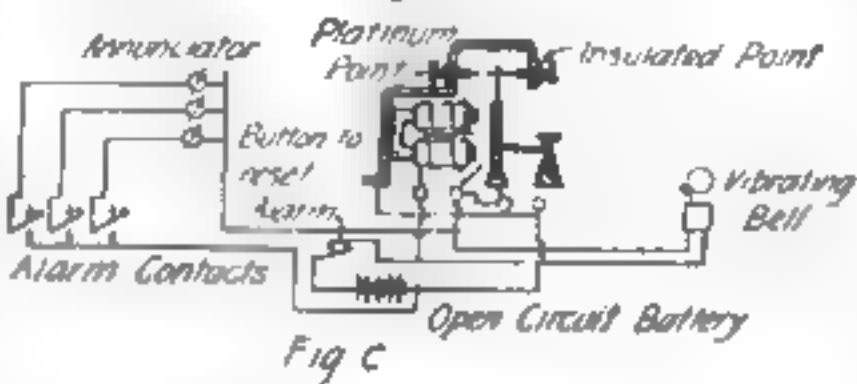 Annunciator
Platinum
Point
Insulated Point
Button to
reset
Alarm
Vibrating
Bell
Alarm Contacts
Open Circuit Battery
Fig C